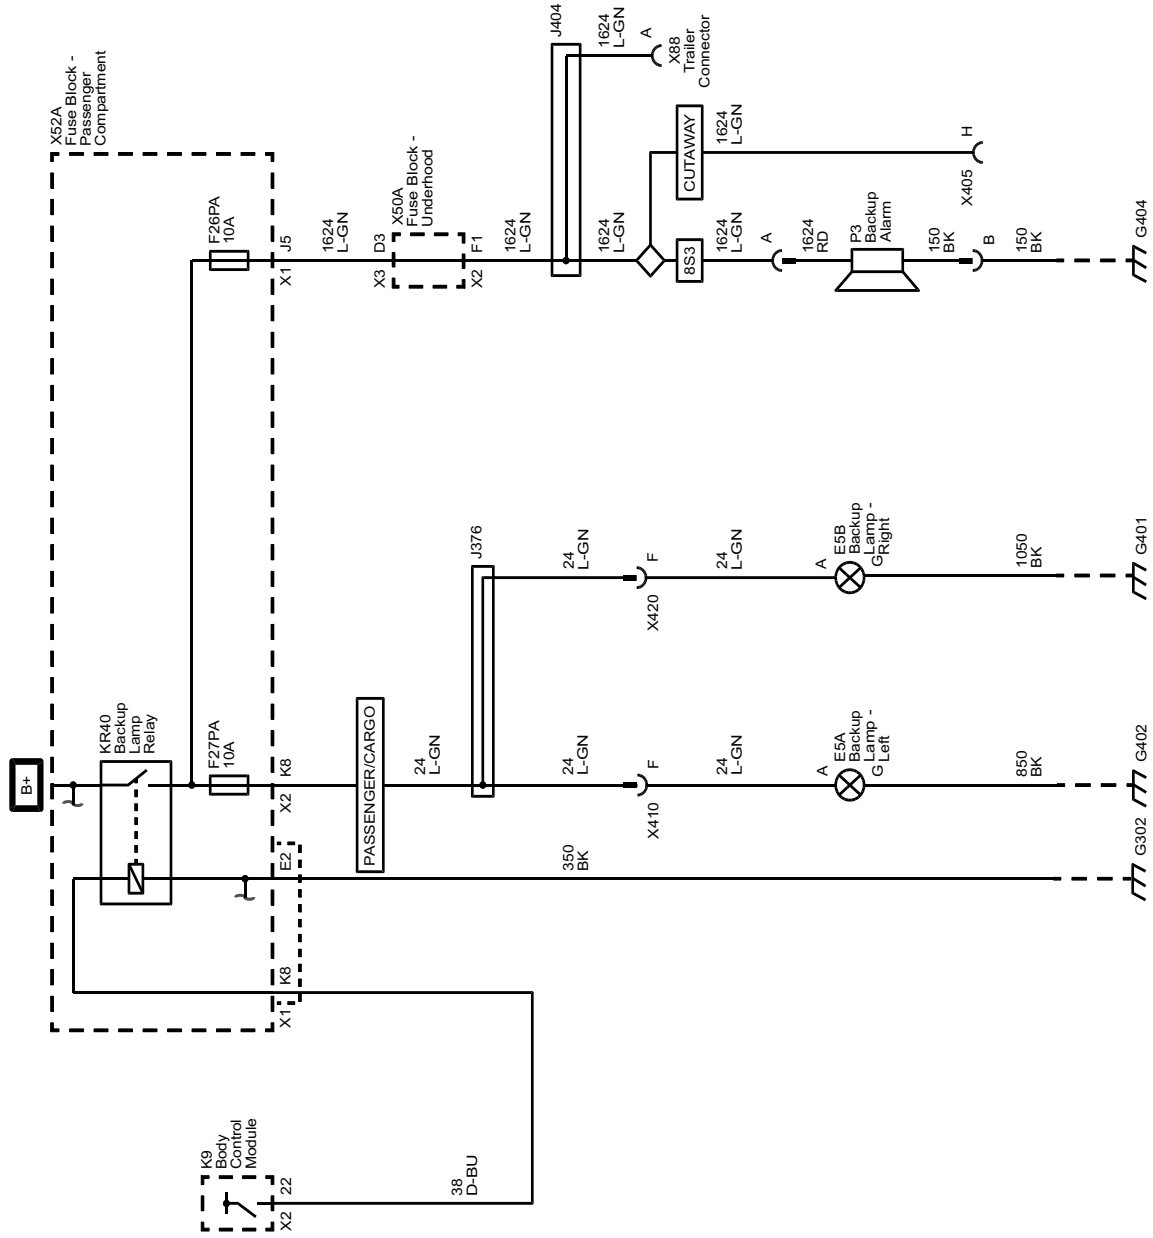 X52A
Fuse Block -
Passenger
Compartment
B+
KR40
Backup
Lamp
Relay
F27PA
10A
F26PA
10A
X1
J5
X2
K8
E2
X1
K8
K9
Body
Control
Module
X2
22
38
D-BU
1624
L-GN
X3
D3
X50A
Fuse Block -
Underhood
X2
F1
1624
L-GN
J404
1624
L-GN
A
X88
Trailer
Connector
1624
L-GN
CUTAWAY
1624
L-GN
H
X405
8S3
1624
L-GN
A
1624
RD
P3
Backup
Alarm
150
BK
B
150
BK
G404
PASSENGER/CARGO
24
L-GN
J376
24
L-GN
X420
F
24
L-GN
A
E5B
Backup
Lamp -
Right
G
1050
BK
G401
24
L-GN
X410
F
24
L-GN
A
E5A
Backup
Lamp -
Left
G
850
BK
G402
350
BK
G302